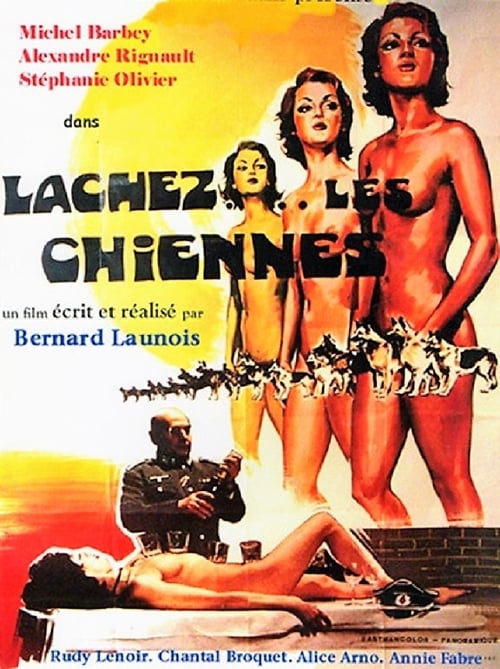 Michel Barbey
Alexandre Rignault
Stéphanie Olivier
dans
LACHEZ.. LES
CHiENNES
un film écrit et réalisé par
Bernard Launois
EASTMANCOLOR - PANORAMIQUE
Rudy Lenoir. Chantal Broquet. Alice Arno. Annie Fabre...